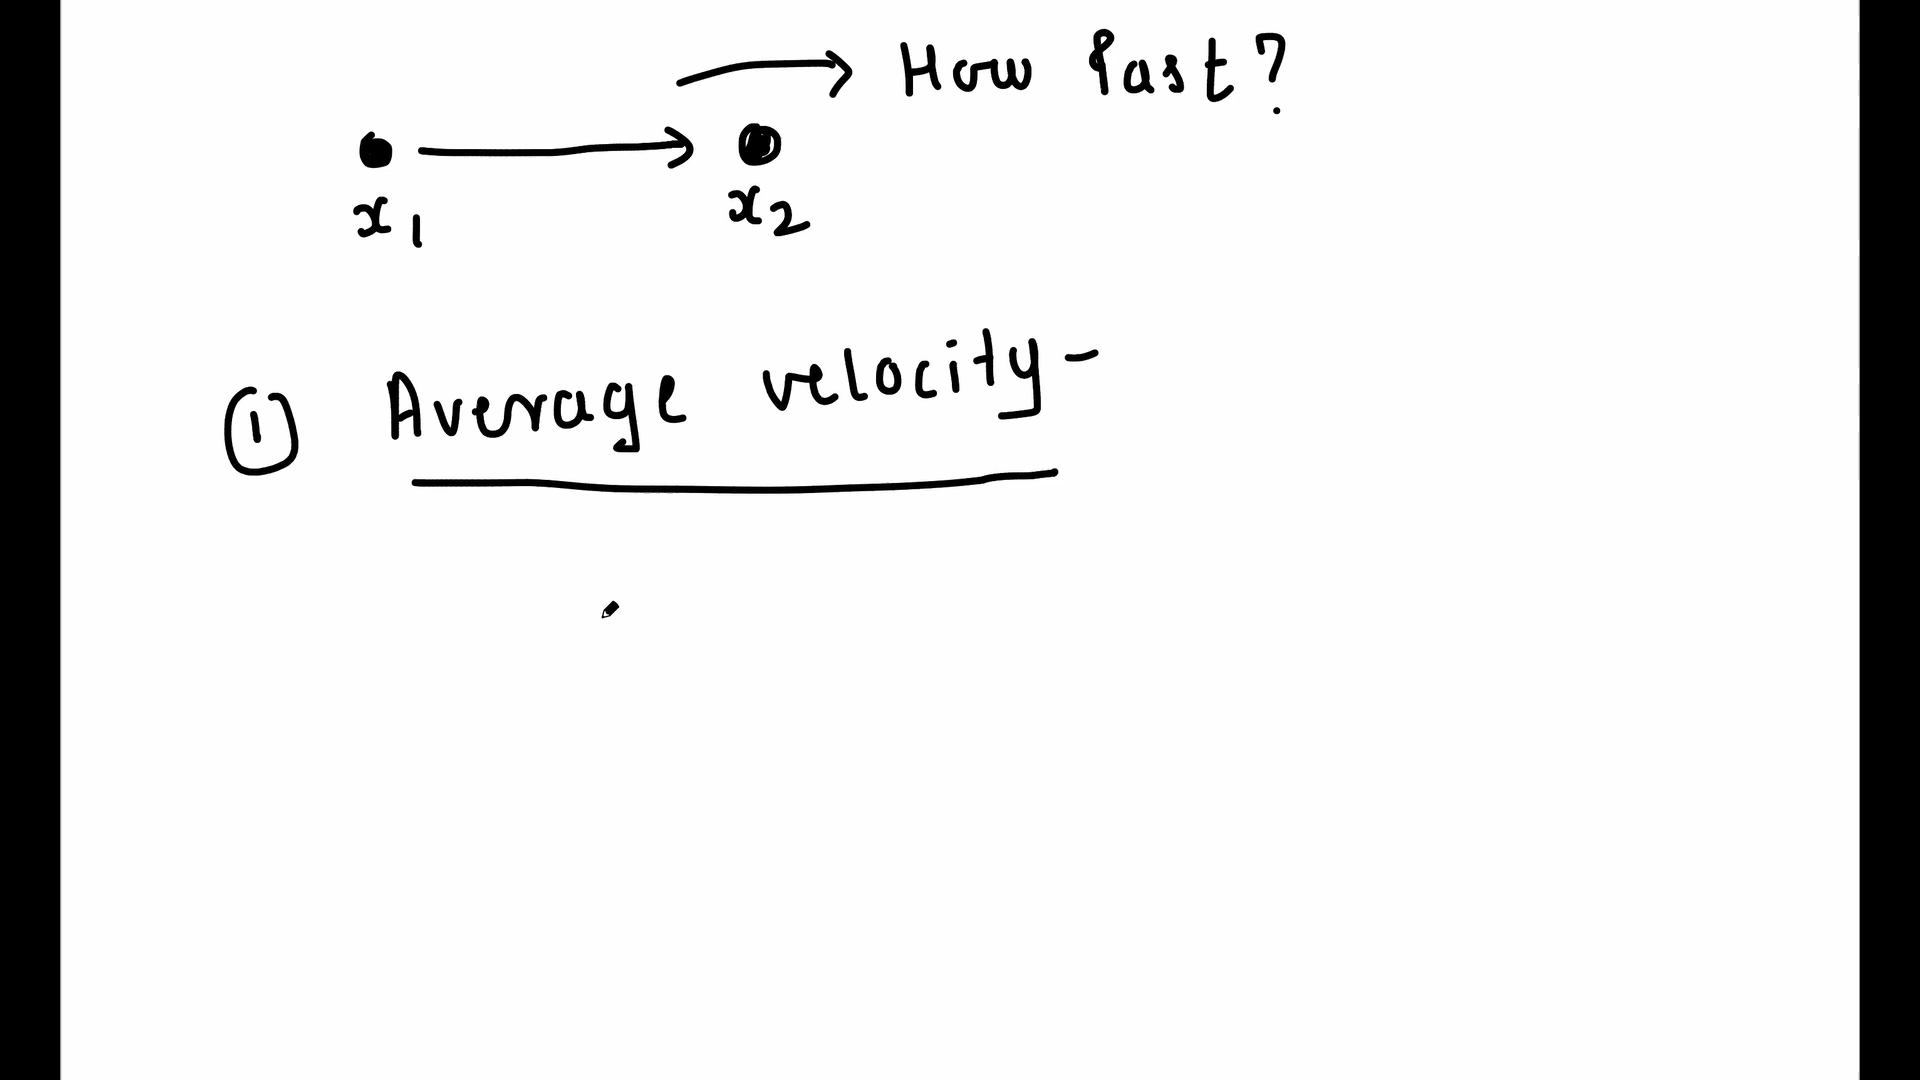 How fast?
x₁ x₂
① Average velocity-